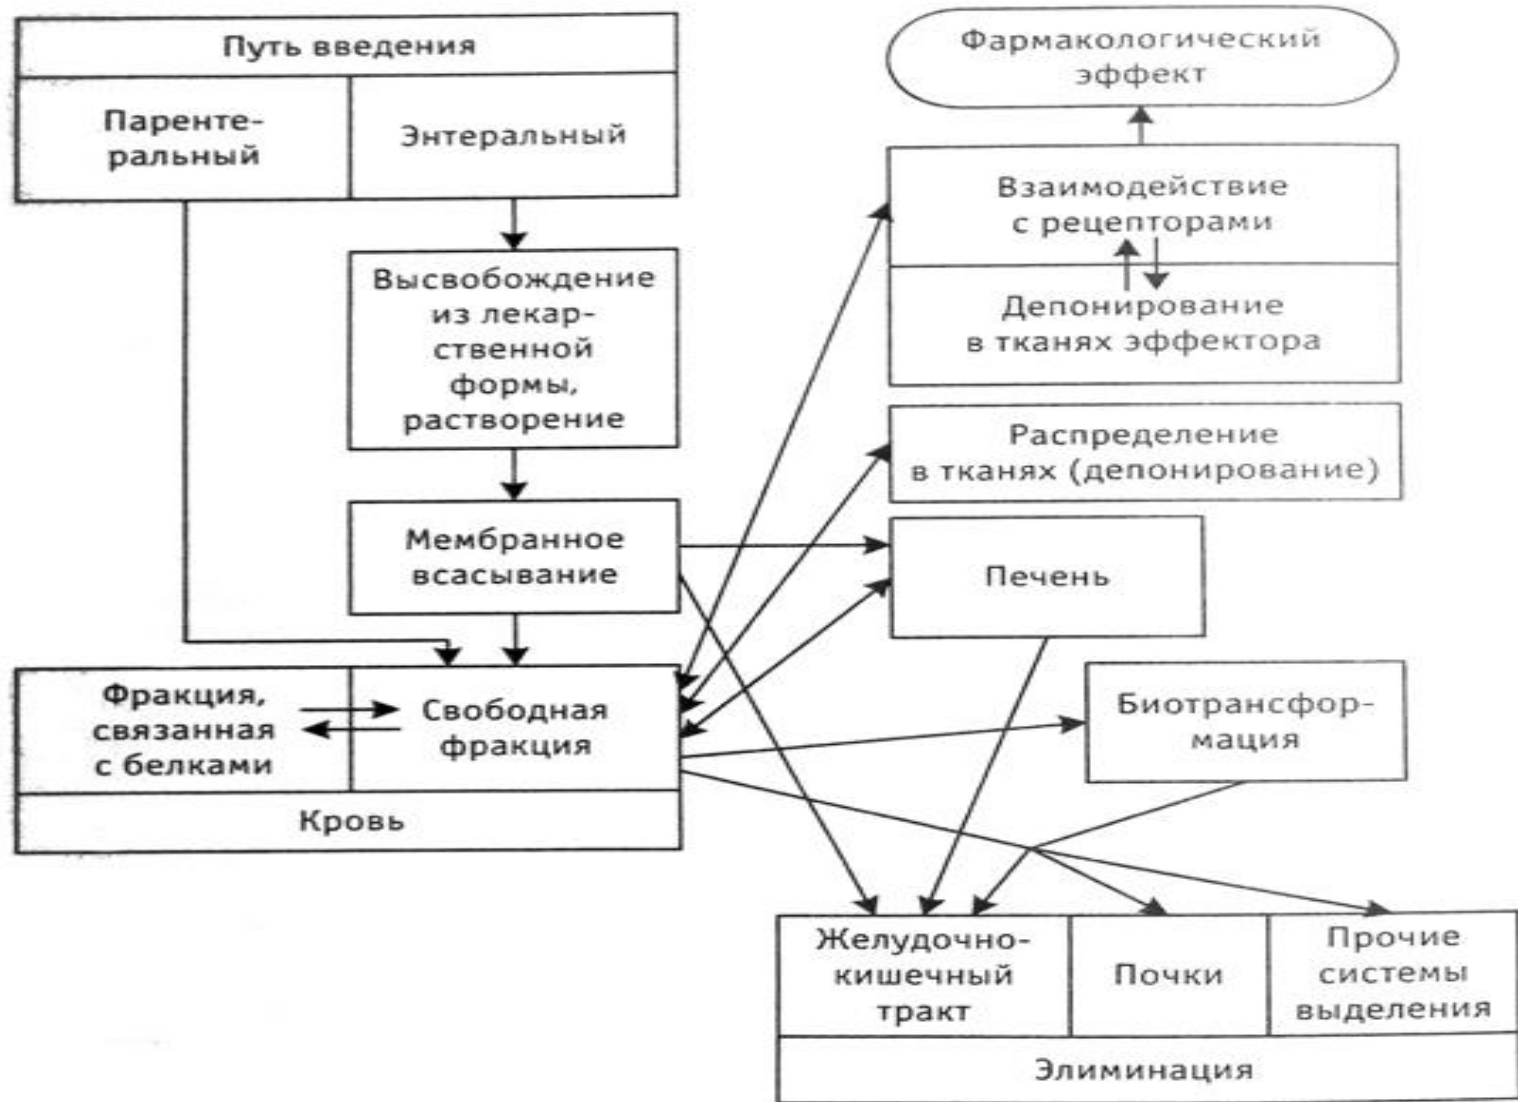 Путь введения
Паренте-
ральный
Энтеральный
Высвобождение
из лекар-
ственной
формы,
растворение
Мембранное
всасывание
Фракция,
связанная
с белками
Свободная
фракция
Кровь
Фармакологический
эффект
Взаимодействие
с рецепторами
Депонирование
в тканях эффектора
Распределение
в тканях (депонирование)
Печень
Биотрансфор-
мация
Желудочно-
кишечный
тракт
Почки
Прочие
системы
выделения
Элиминация